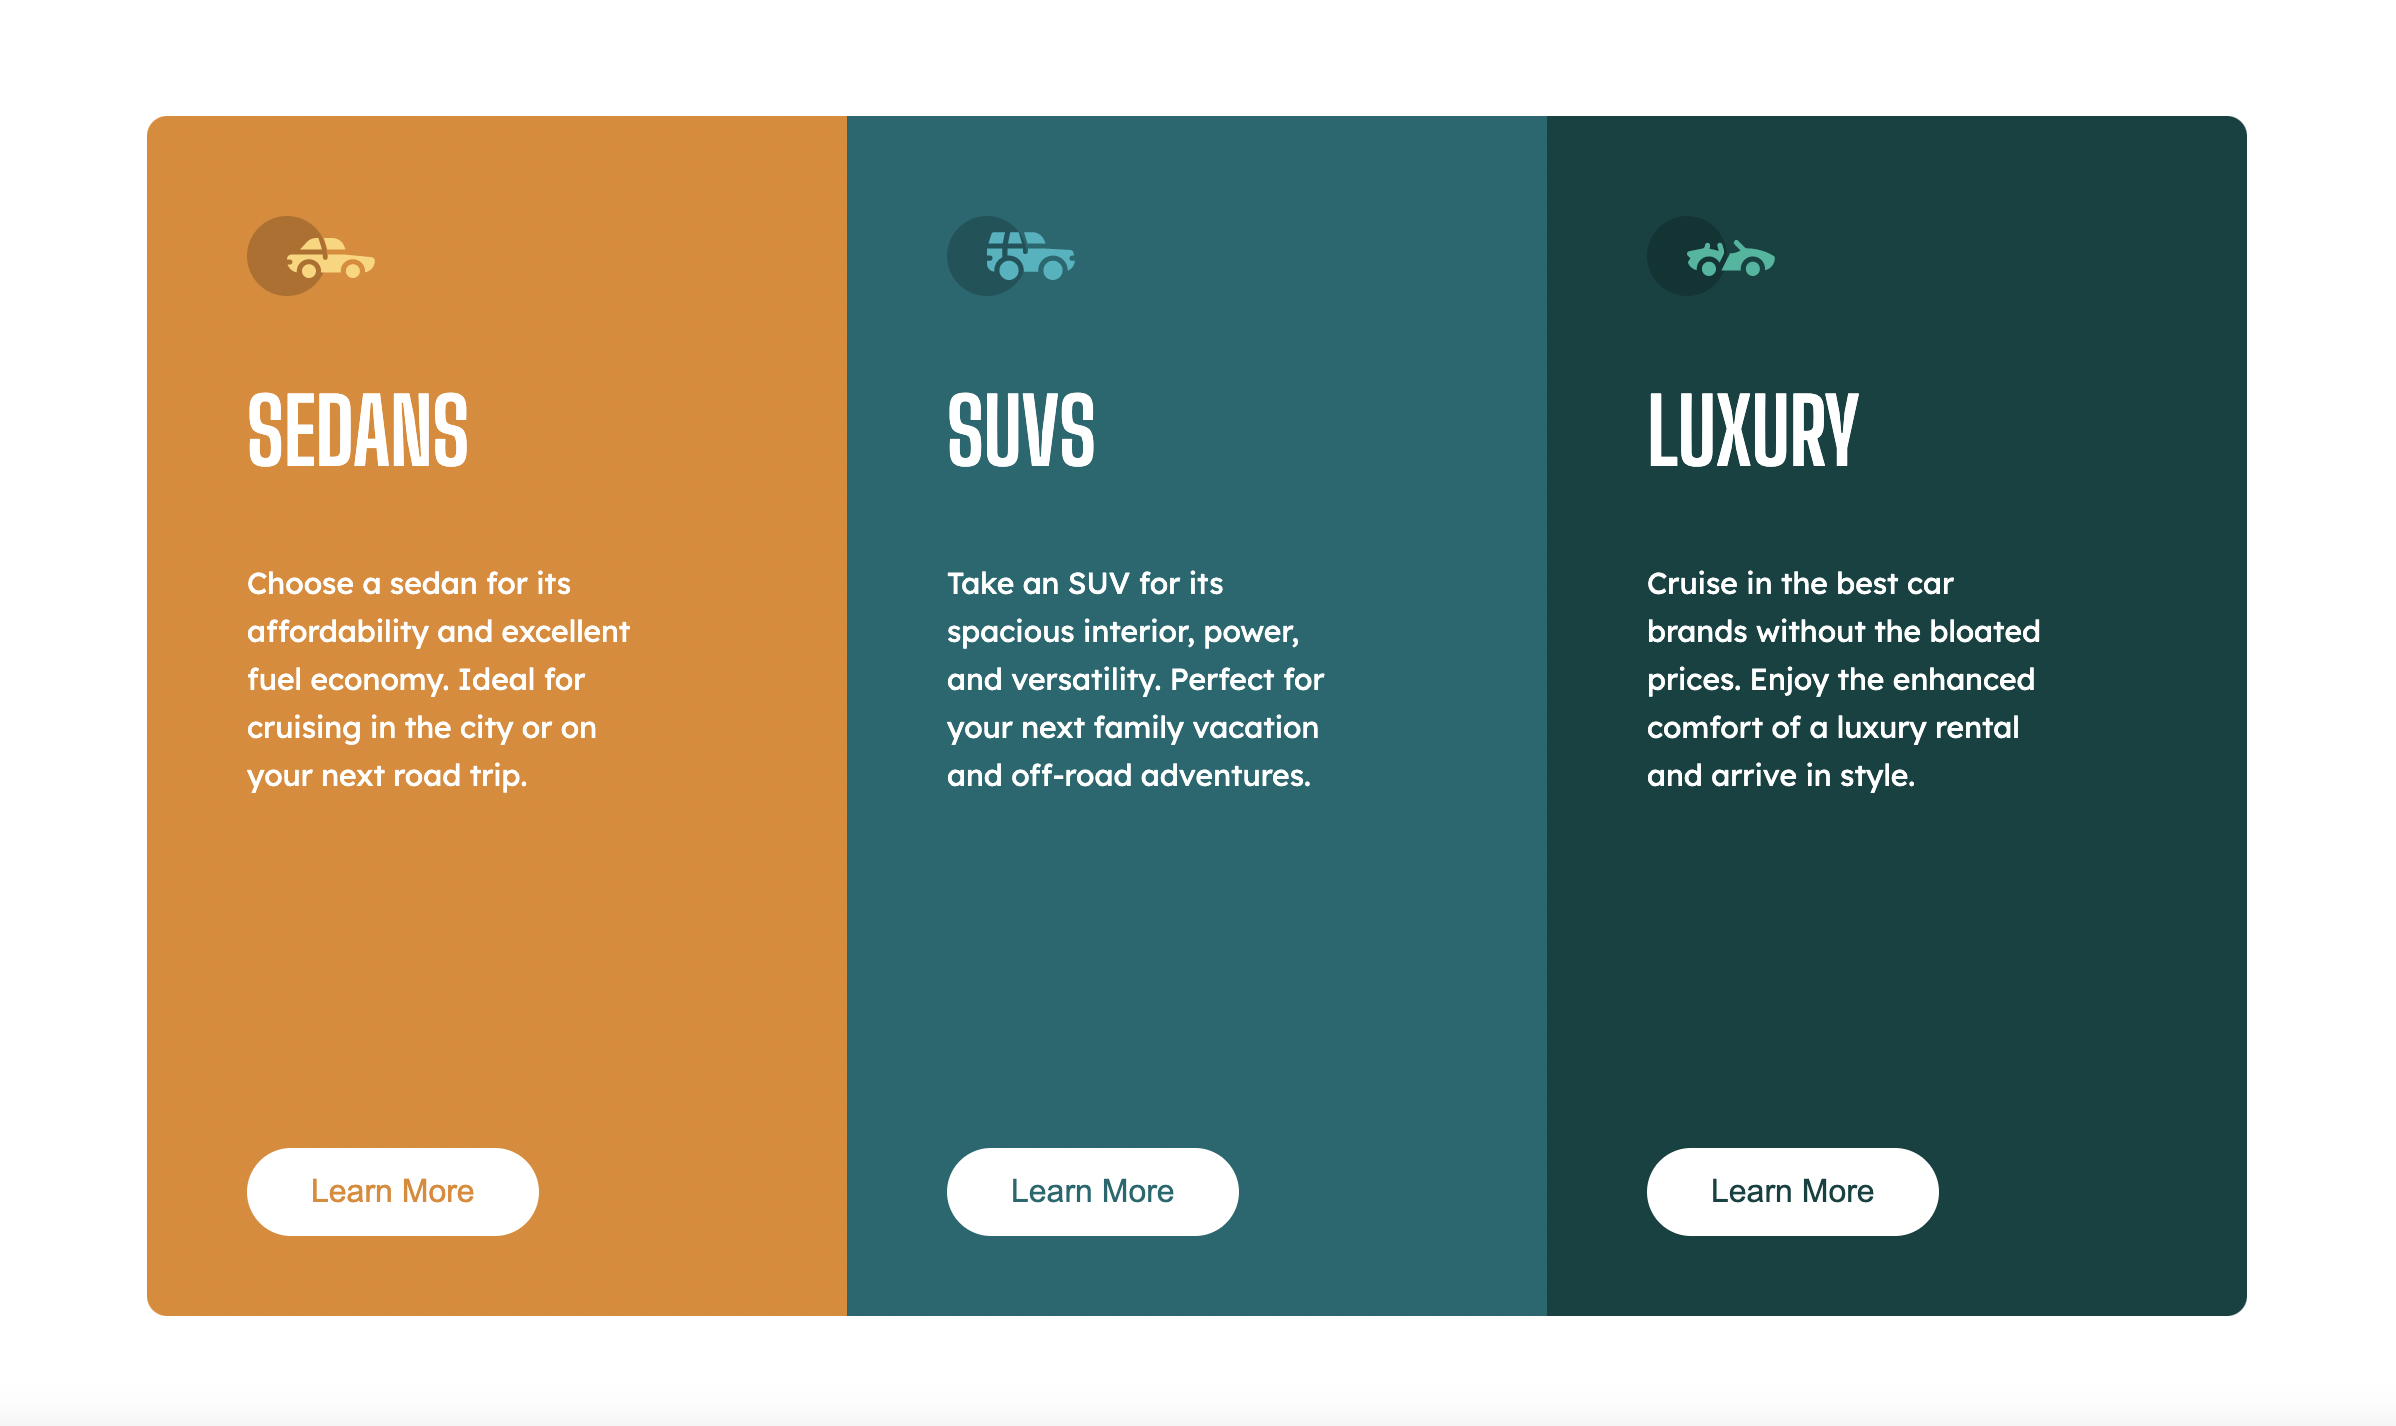 SEDANS
Choose a sedan for its
affordability and excellent
fuel economy. Ideal for
cruising in the city or on
your next road trip.
Learn More
SUVS
Take an SUV for its
spacious interior, power,
and versatility. Perfect for
your next family vacation
and off-road adventures.
Learn More
LUXURY
Cruise in the best car
brands without the bloated
prices. Enjoy the enhanced
comfort of a luxury rental
and arrive in style.
Learn More